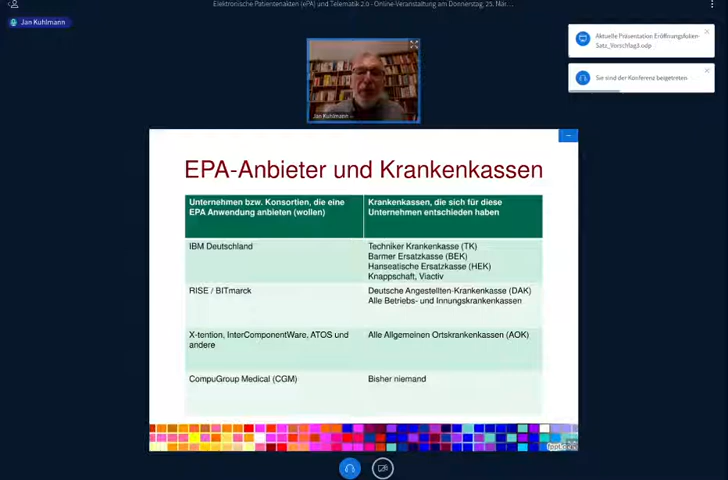 Elektronische Patientenakten (ePA) und Telematik 2.0 - Online-Veranstaltung am Donnerstag, 25. Mär...
Jan Kuhlmann
Aktuelle Präsentation Eröffnungsfolien-
Satz_Vorschlag3.odp
Sie sind der Konferenz beigetreten
Jan Kuhlmann
EPA-Anbieter und Krankenkassen
Unternehmen bzw. Konsortien, die eine
EPA Anwendung anbieten (wollen)
Krankenkassen, die sich für diese
Unternehmen entschieden haben
IBM Deutschland
Techniker Krankenkasse (TK)
Barmer Ersatzkasse (BEK)
Hanseatische Ersatzkasse (HEK)
Knappschaft, Viactiv
RISE / BITmarck
Deutsche Angestellten-Krankenkasse (DAK)
Alle Betriebs- und Innungskrankenkassen
X-tention, InterComponentWare, ATOS und
andere
Alle Allgemeinen Ortskrankenkassen (AOK)
CompuGroup Medical (CGM)
Bisher niemand